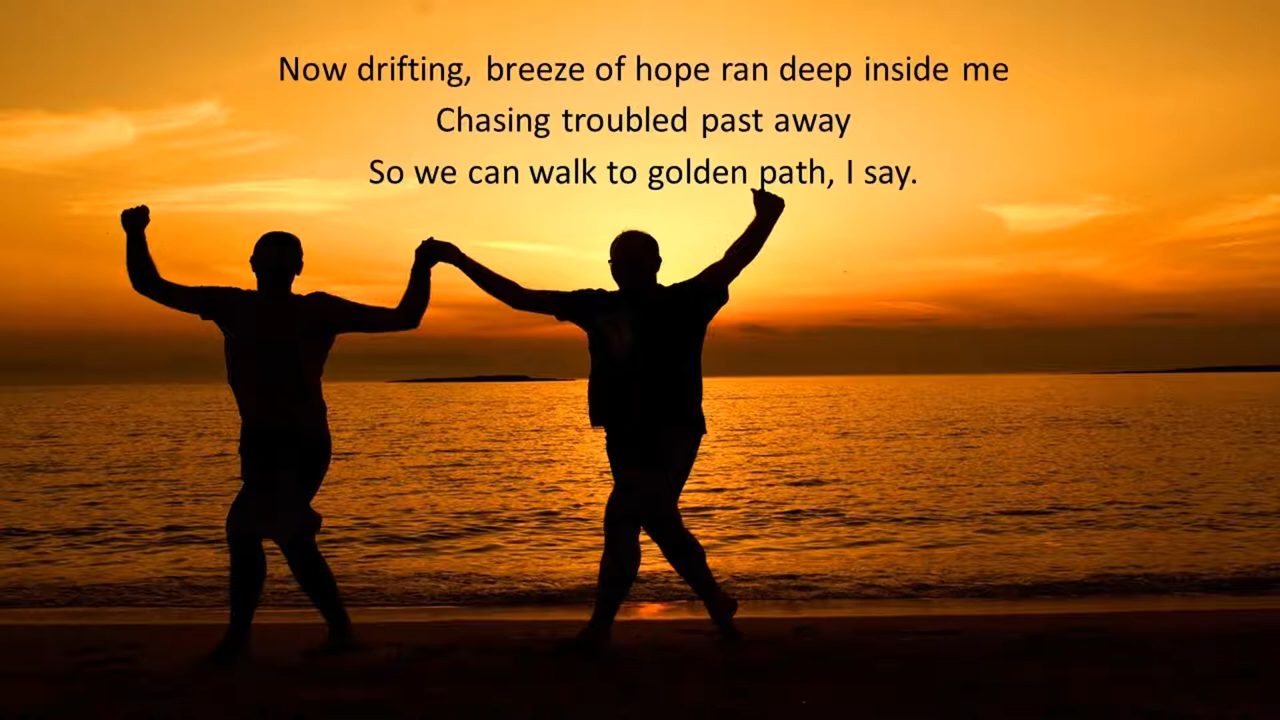 Now drifting, breeze of hope ran deep inside me
Chasing troubled past away
So we can walk to golden path, I say.